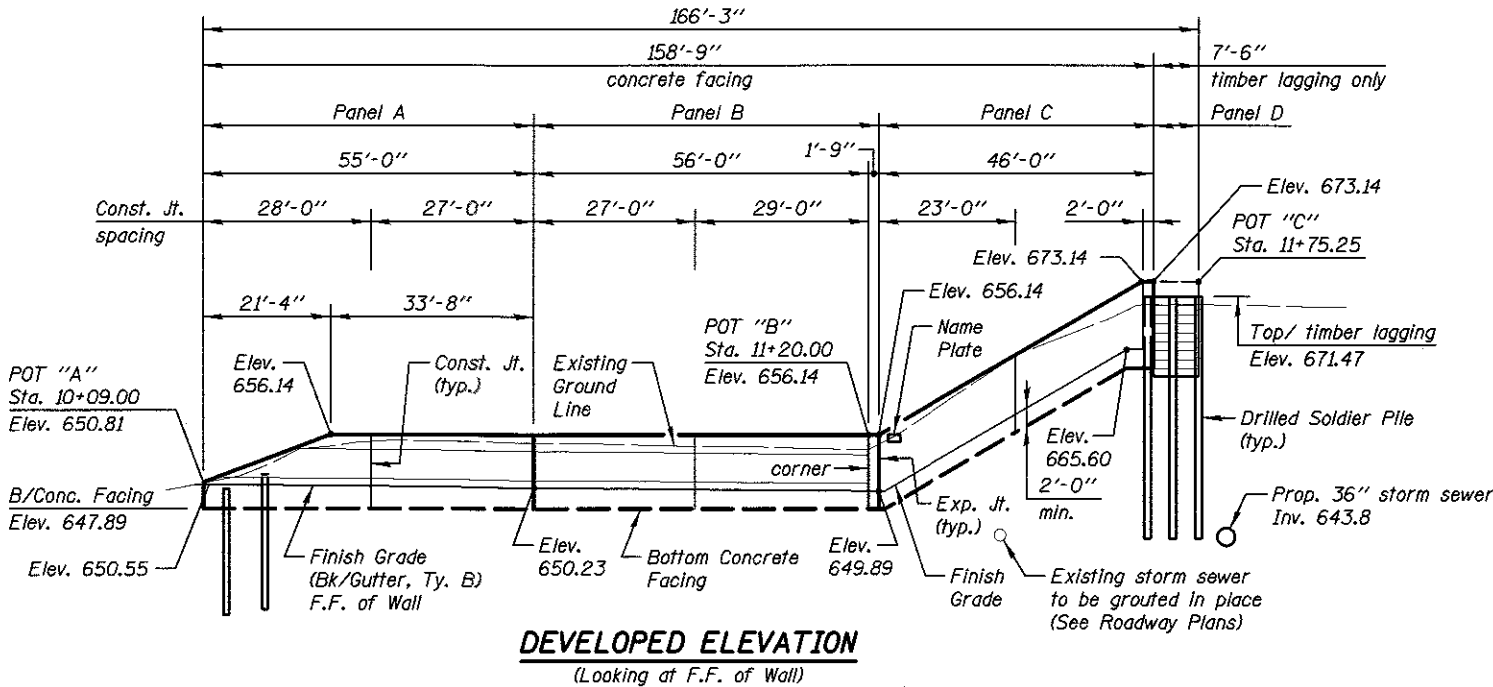 166'-3"
158'-9"
7'-6"
concrete facing
timber lagging only
Panel A
Panel B
Panel C
Panel D
55'-0"
56'-0"
1'-9"
46'-0"
Const. Jt.
spacing
28'-0"
27'-0"
27'-0"
29'-0"
23'-0"
2'-0"
Elev. 673.14
POT "C"
Sta. 11+75.25
Elev. 673.14
21'-4"
33'-8"
Elev. 656.14
POT "A"
Sta. 10+09.00
Elev. 650.81
Elev.
656.14
Const. Jt.
(typ.)
Existing
Ground
Line
POT "B"
Sta. 11+20.00
Elev. 656.14
Name
Plate
Top/ timber lagging
Elev. 671.47
Drilled Soldier Pile
(typ.)
corner
Elev.
665.60
B/Conc. Facing
Elev. 647.89
2'-0"
min.
Exp. Jt.
(typ.)
Prop. 36" storm sewer
Inv. 643.8
Elev. 650.55
Finish Grade
(Bk/Gutter, Ty. B)
F.F. of Wall
Elev.
650.23
Bottom Concrete
Facing
Elev.
649.89
Finish
Grade
Existing storm sewer
to be grouted in place
(See Roadway Plans)
DEVELOPED ELEVATION
(Looking at F.F. of Wall)